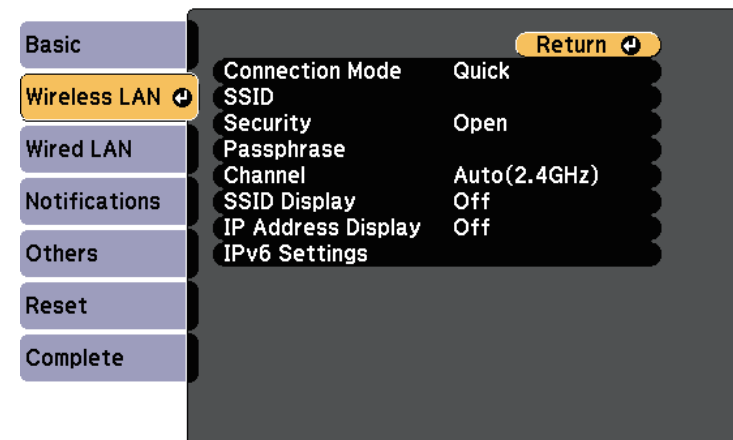 Basic
Wireless LAN
Wired LAN
Notifications
Others
Reset
Complete
Return
Connection Mode Quick
SSID
Security Open
Passphrase
Channel Auto(2.4GHz)
SSID Display Off
IP Address Display Off
IPv6 Settings